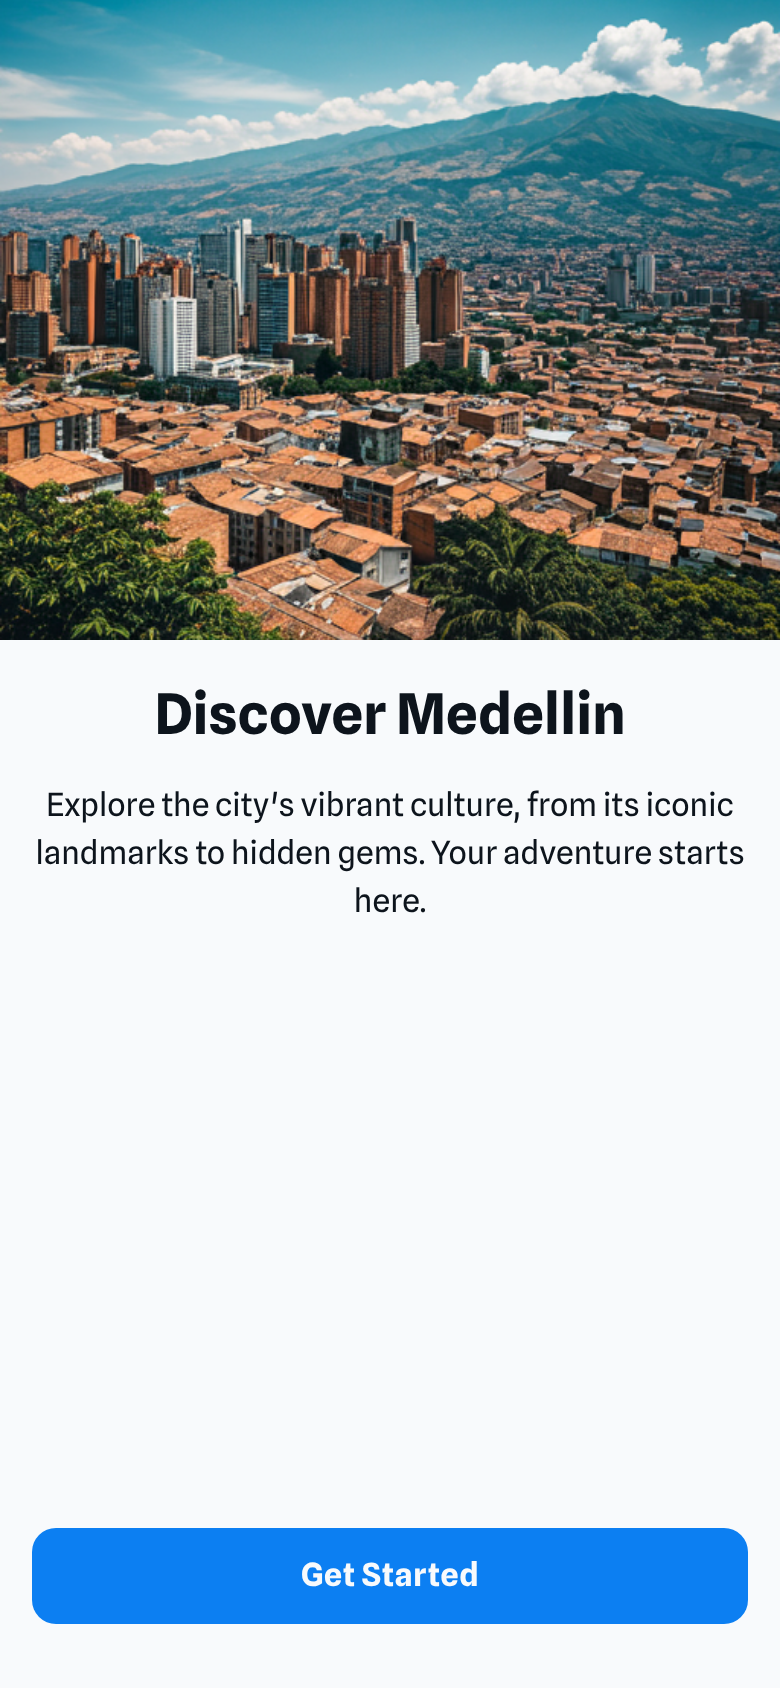 Discover Medellin
Explore the city's vibrant culture, from its iconic
landmarks to hidden gems. Your adventure starts
here.
Get Started